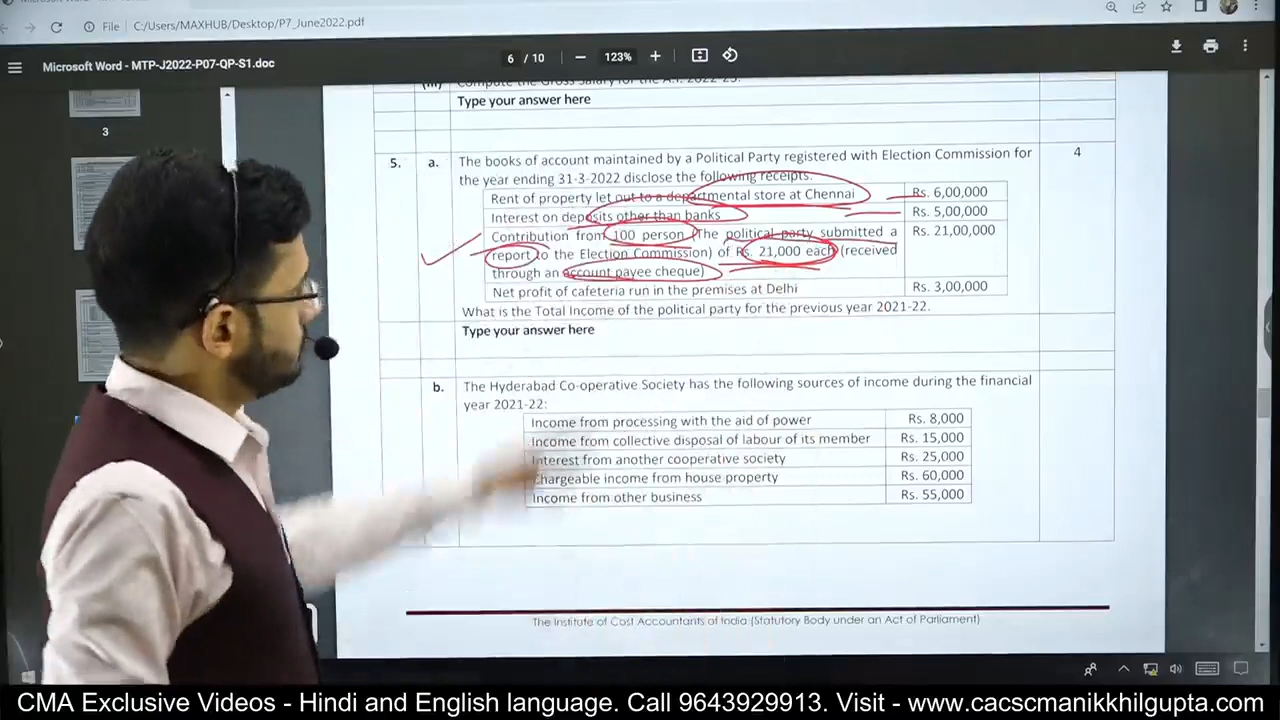 File | C:/Users/MAXHUB/Desktop/P7_June2022.pdf
Microsoft Word - MTP-J2022-P07-QP-S1.doc
6 / 10
123%
3
Type your answer here
5. a. The books of account maintained by a Political Party registered with Election Commission for 4
the year ending 31-3-2022 disclose the following receipts.
Rent of property let out to a departmental store at Chennai Rs. 6,00,000
Interest on deposits other than banks Rs. 5,00,000
Contribution from 100 person (The political party submitted a Rs. 21,00,000
report to the Election Commission) of Rs. 21,000 each (received
through an account payee cheque)
Net profit of cafeteria run in the premises at Delhi Rs. 3,00,000
What is the Total Income of the political party for the previous year 2021-22.
Type your answer here
b. The Hyderabad Co-operative Society has the following sources of income during the financial
year 2021-22:
Income from processing with the aid of power Rs. 8,000
Income from collective disposal of labour of its member Rs. 15,000
Interest from another cooperative society Rs. 25,000
Chargeable income from house property Rs. 60,000
Income from other business Rs. 55,000
The Institute of Cost Accountants of India (Statutory Body under an Act of Parliament)
CMA Exclusive Videos - Hindi and English language. Call 9643929913. Visit - www.cacscmanikkhilgupta.com